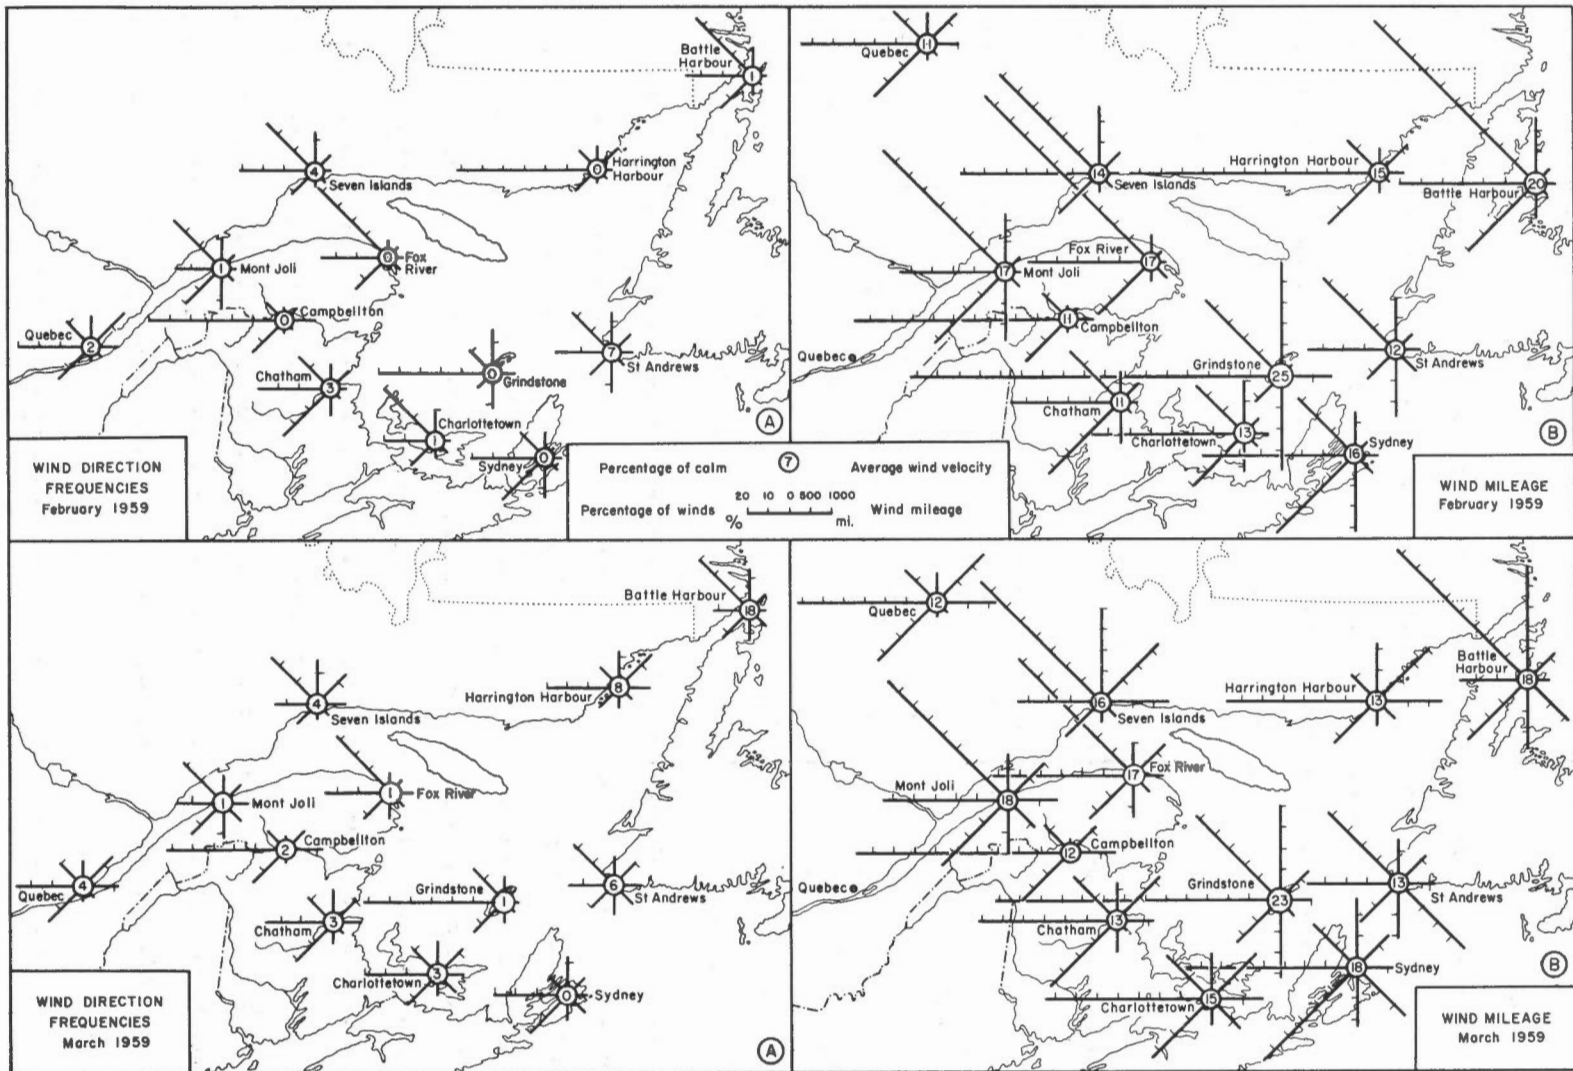 Battle
Harbour
1
4
Seven Islands
0
Harrington
Harbour
1
Mont Joli
0
Fox
River
0
Campbellton
Quebec
2
Chatham
3
0
Grindstone
7
St Andrews
Charlottetown
1
Sydney
0
A
WIND DIRECTION
FREQUENCIES
February 1959
Quebec
11
14
Seven Islands
Harrington Harbour
15
Battle Harbour
20
17
Mont Joli
Fox River
17
11
Campbellton
Quebec
Grindstone
25
12
St Andrews
Chatham
11
Charlottetown
13
Sydney
16
B
WIND MILEAGE
February 1959
Percentage of calm
7
Average wind velocity
20 10 0 500 1000
Percentage of winds
%
mi.
Wind mileage
Battle Harbour
18
4
Seven Islands
Harrington Harbour
8
1
Mont Joli
1
Fox River
2
Campbellton
Quebec
4
Chatham
3
Grindstone
1
6
St Andrews
Charlottetown
3
0
Sydney
A
WIND DIRECTION
FREQUENCIES
March 1959
Quebec
12
16
Seven Islands
Harrington Harbour
13
Battle
Harbour
18
Mont Joli
18
17
Fox River
12
Campbellton
Quebec
Chatham
13
Grindstone
23
13
St Andrews
Charlottetown
15
18
Sydney
B
WIND MILEAGE
March 1959